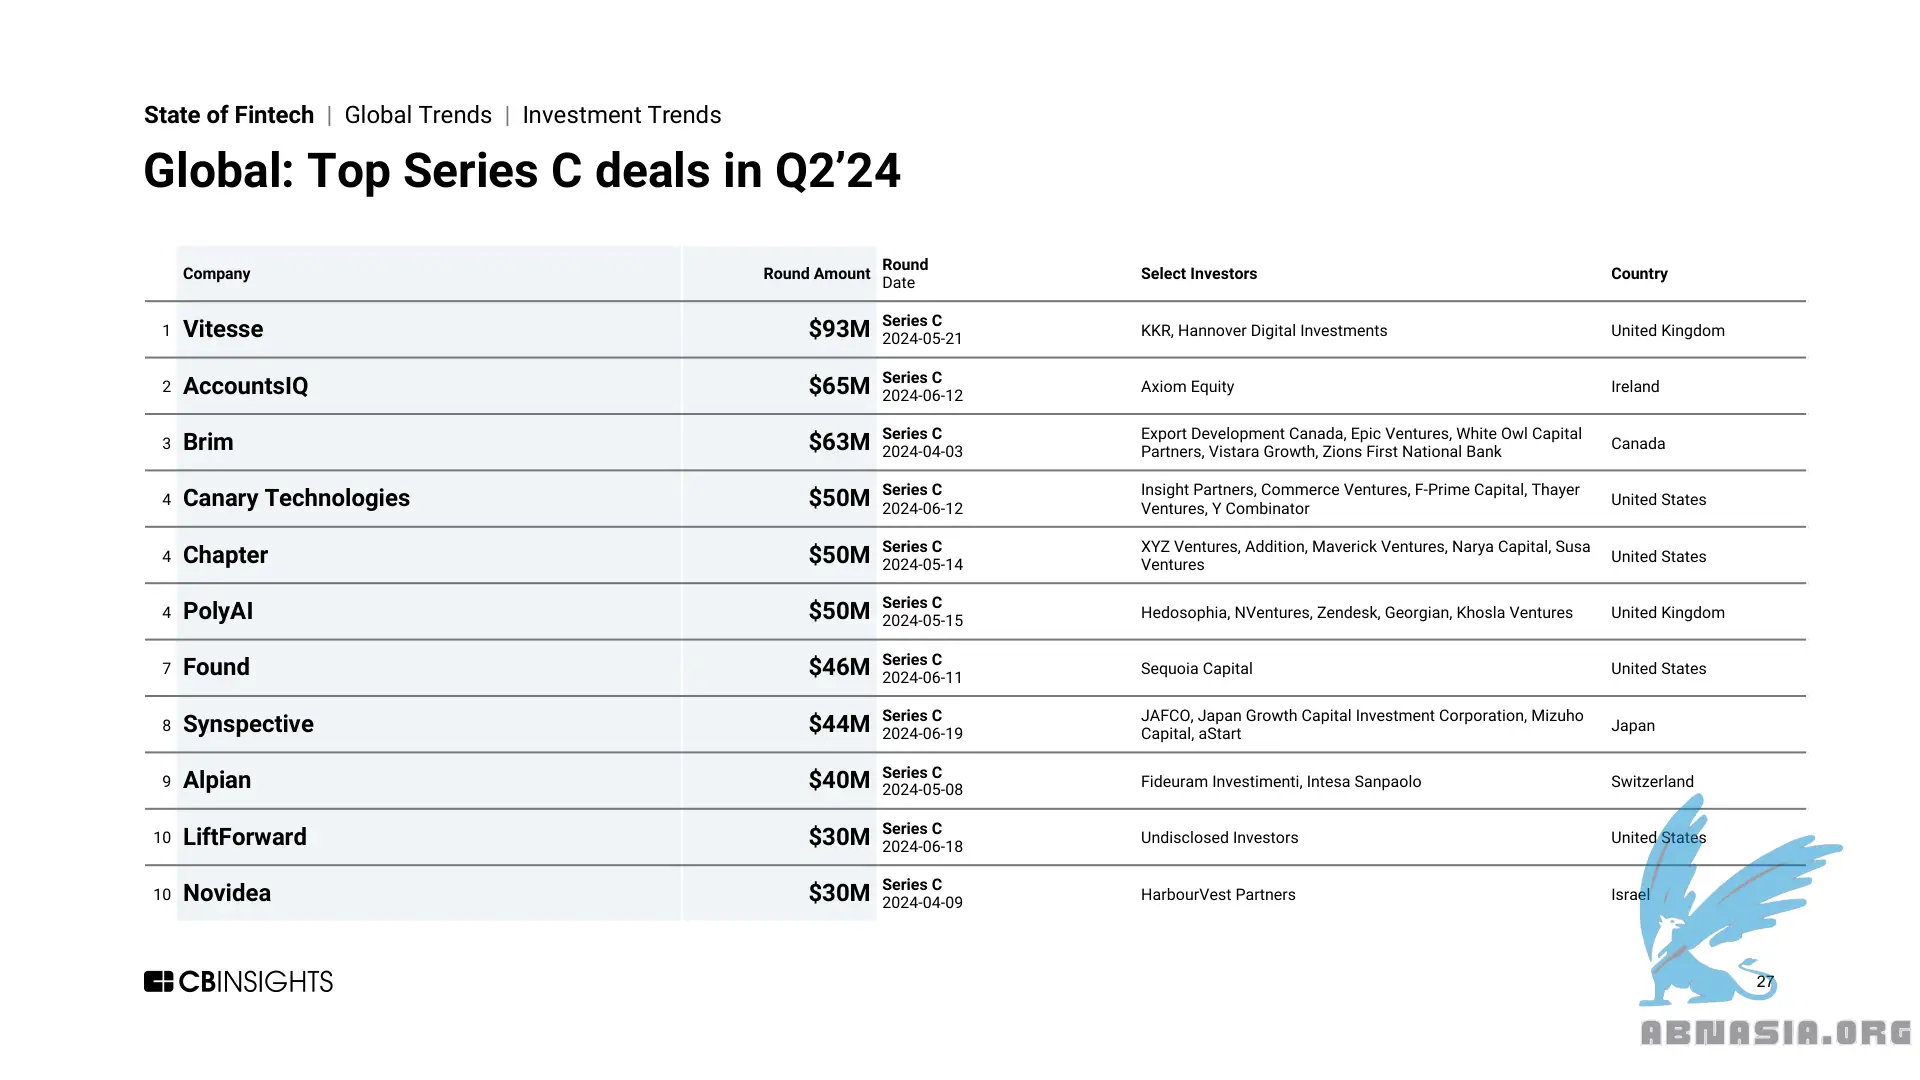 State of Fintech | Global Trends | Investment Trends
Global: Top Series C deals in Q2’24
Company Round Amount Round Date Select Investors Country
1 Vitesse $93M Series C 2024-05-21 KKR, Hannover Digital Investments United Kingdom
2 AccountsIQ $65M Series C 2024-06-12 Axiom Equity Ireland
3 Brim $63M Series C 2024-04-03 Export Development Canada, Epic Ventures, White Owl Capital Partners, Vistara Growth, Zions First National Bank Canada
4 Canary Technologies $50M Series C 2024-06-12 Insight Partners, Commerce Ventures, F-Prime Capital, Thayer Ventures, Y Combinator United States
4 Chapter $50M Series C 2024-05-14 XYZ Ventures, Addition, Maverick Ventures, Narya Capital, Susa Ventures United States
4 PolyAI $50M Series C 2024-05-15 Hedosophia, NVentures, Zendesk, Georgian, Khosla Ventures United Kingdom
7 Found $46M Series C 2024-06-11 Sequoia Capital United States
8 Synspective $44M Series C 2024-06-19 JAFCO, Japan Growth Capital Investment Corporation, Mizuho Capital, aStart Japan
9 Alpian $40M Series C 2024-05-08 Fideuram Investimenti, Intesa Sanpaolo Switzerland
10 LiftForward $30M Series C 2024-06-18 Undisclosed Investors United States
10 Novidea $30M Series C 2024-04-09 HarbourVest Partners Israel
CBINSIGHTS
27
ABNASIA.ORG